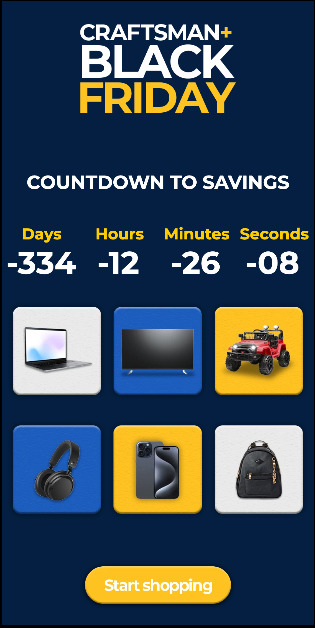 CRAFTSMAN+
BLACK
FRIDAY
COUNTDOWN TO SAVINGS
Days Hours Minutes Seconds
-334 -12 -26 -08
Start shopping